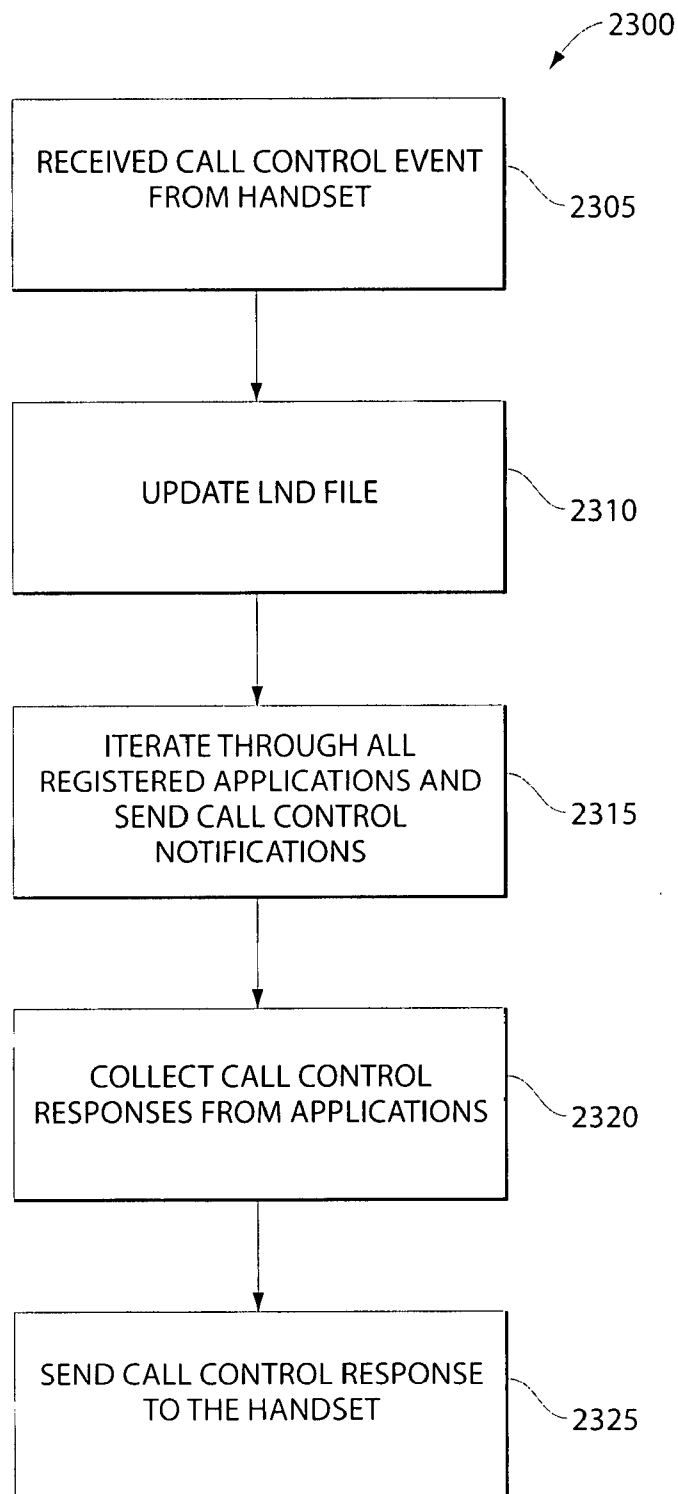 2300
RECEIVED CALL CONTROL EVENT
FROM HANDSET
2305
UPDATE LND FILE
2310
ITERATE THROUGH ALL
REGISTERED APPLICATIONS AND
SEND CALL CONTROL
NOTIFICATIONS
2315
COLLECT CALL CONTROL
RESPONSES FROM APPLICATIONS
2320
SEND CALL CONTROL RESPONSE
TO THE HANDSET
2325